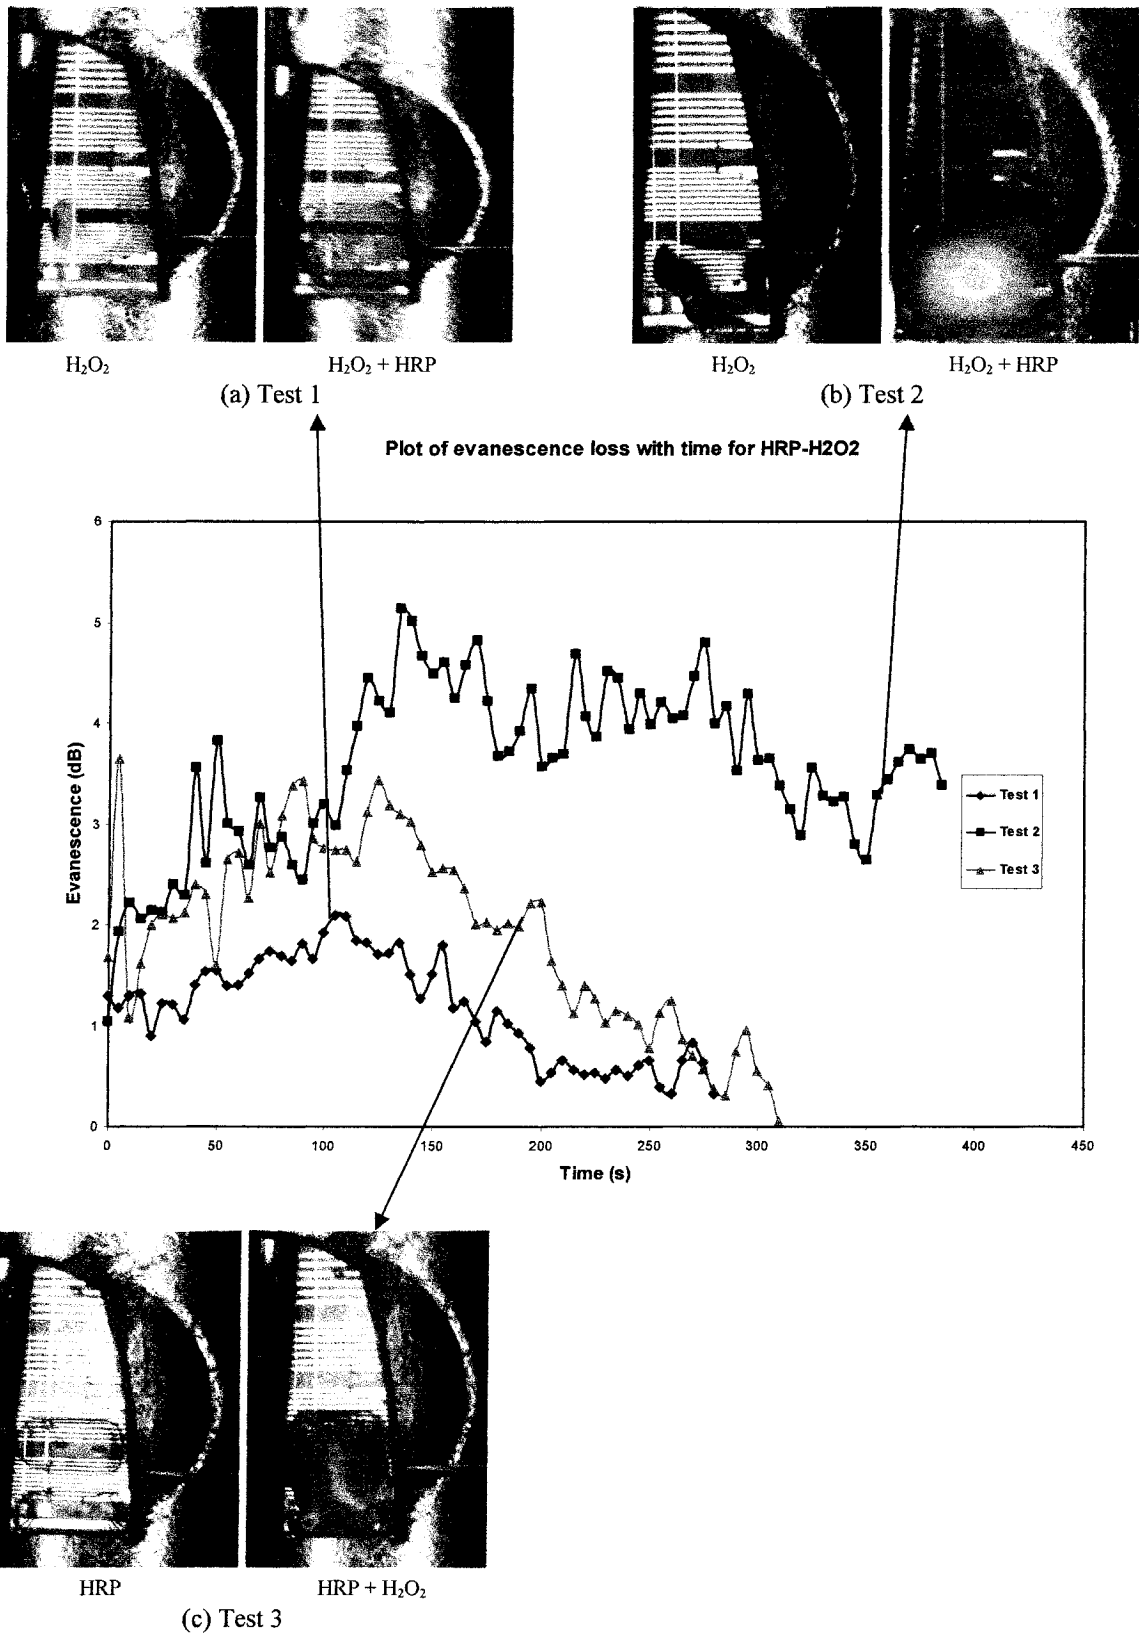 H₂O₂
H₂O₂ + HRP
H₂O₂
H₂O₂ + HRP
(a) Test 1
(b) Test 2
Plot of evanescence loss with time for HRP-H2O2
6
5
4
3
2
1
0
Evanescence (dB)
0 50 100 150 200 250 300 350 400 450
Time (s)
Test 1
Test 2
Test 3
HRP
HRP + H₂O₂
(c) Test 3